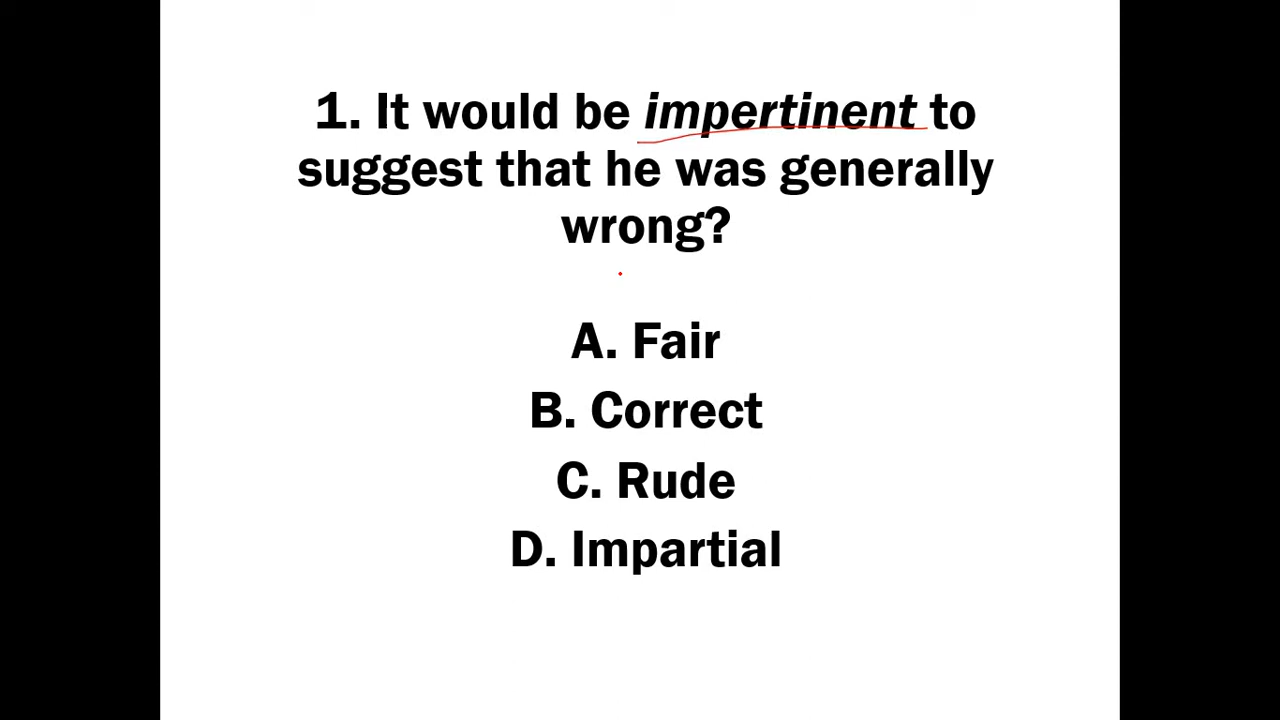 1. It would be impertinent to
suggest that he was generally
wrong?
A. Fair
B. Correct
C. Rude
D. Impartial